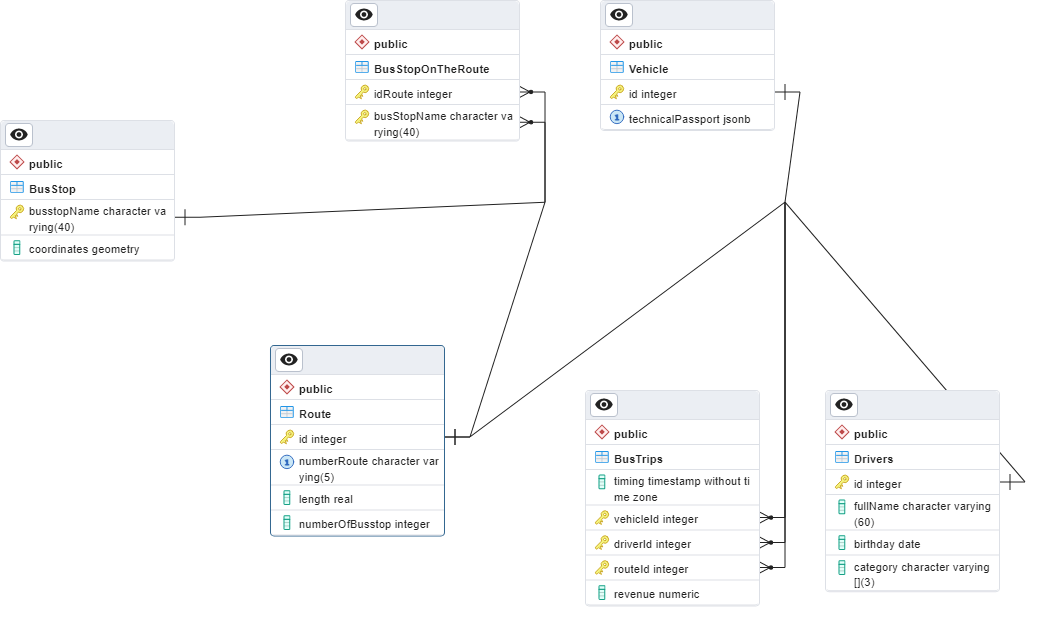 public
BusStopOnTheRoute
idRoute integer
busStopName character va
rying(40)
public
Vehicle
id integer
1 technicalPassport jsonb
public
BusStop
busstopName character va
rying(40)
coordinates geometry
public
Route
id integer
1 numberRoute character var
ying(5)
length real
numberOfBusstop integer
public
BusTrips
timing timestamp without ti
me zone
vehicleId integer
driverId integer
routeId integer
revenue numeric
public
Drivers
id integer
fullName character varying
(60)
birthday date
category character varying
[](3)